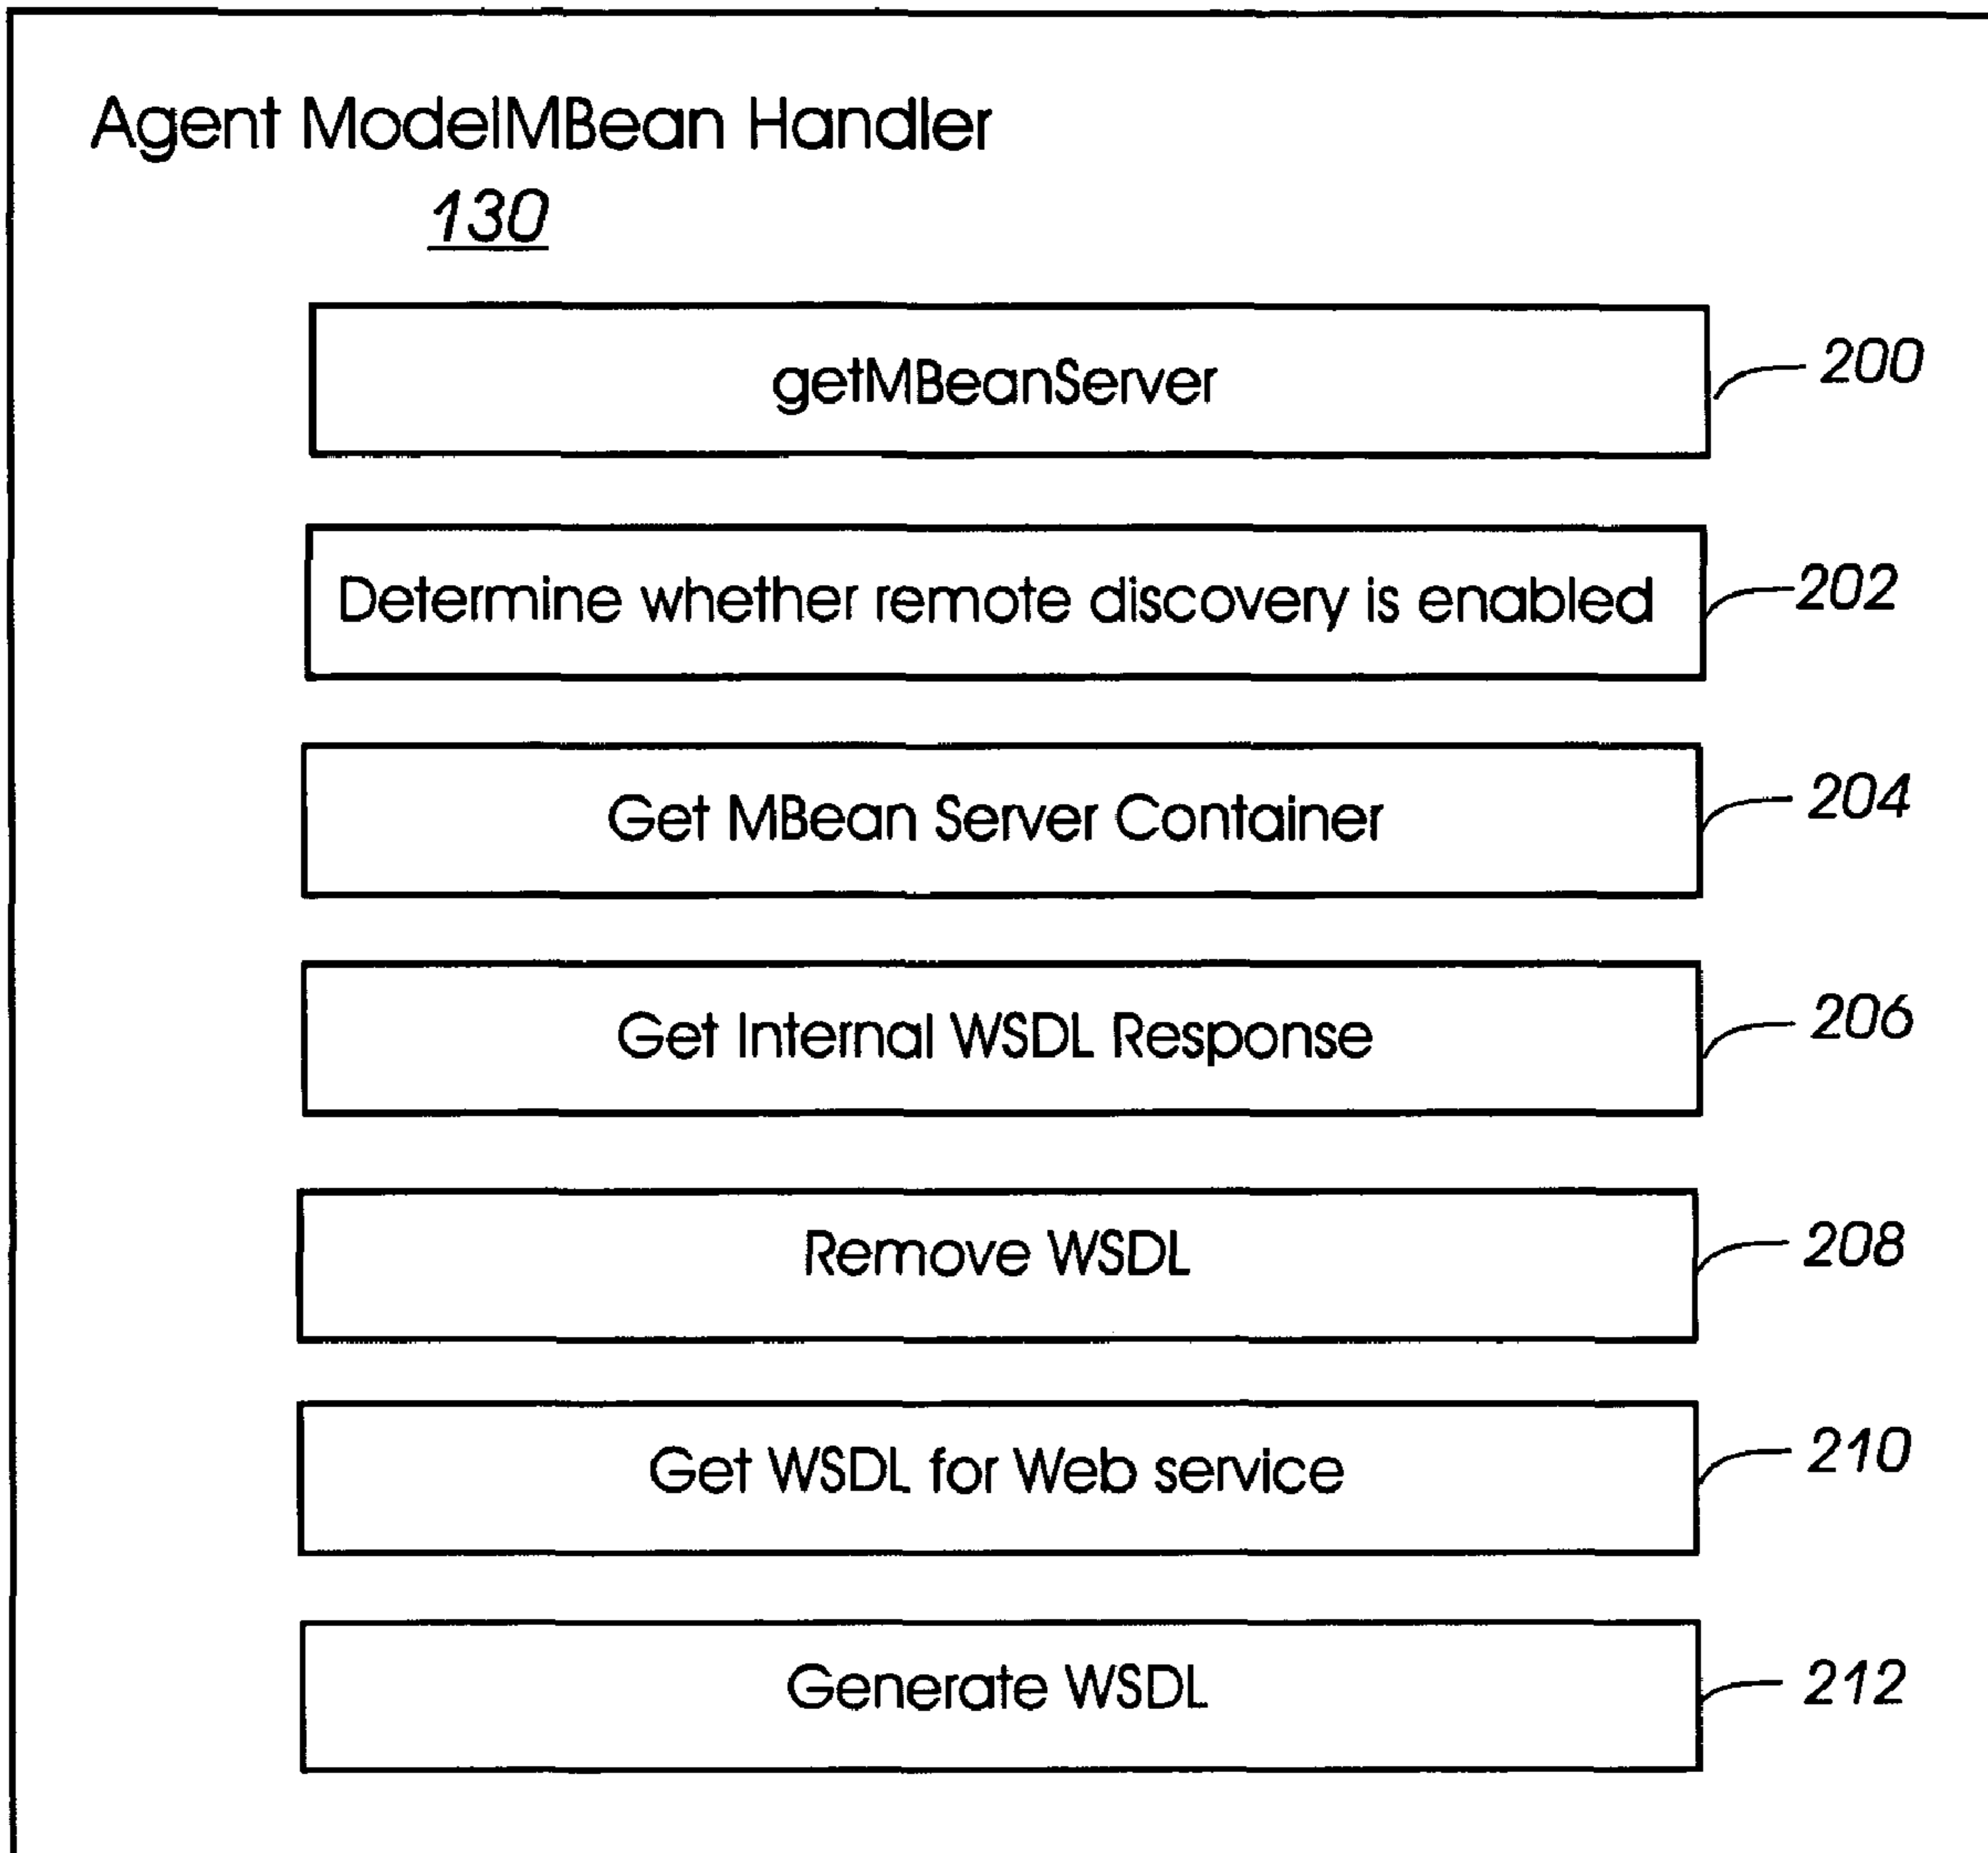 Agent ModelMBean Handler
130
getMBeanServer
200
Determine whether remote discovery is enabled
202
Get MBean Server Container
204
Get Internal WSDL Response
206
Remove WSDL
208
Get WSDL for Web service
210
Generate WSDL
212